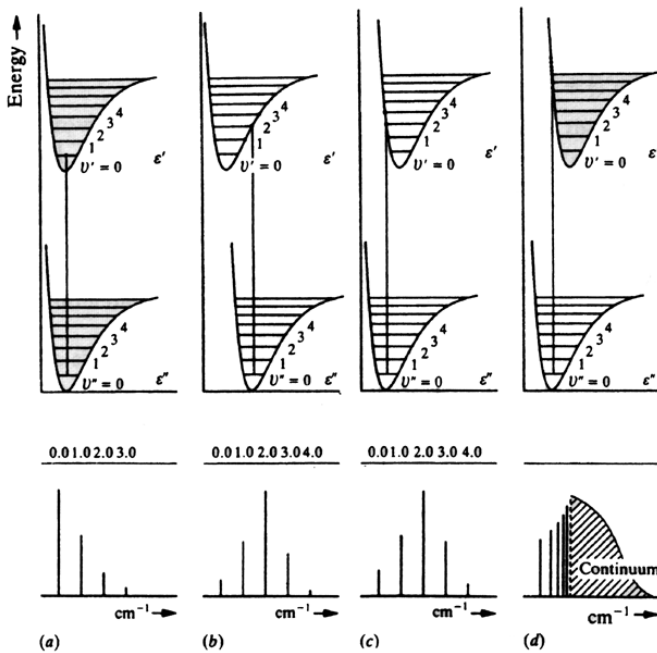 Energy →
4
3
2
1
υ' = 0
ε'
4
3
2
1
υ' = 0
ε'
4
3
2
1
υ' = 0
ε'
4
3
2
1
υ' = 0
ε
4
3
2
1
υ" = 0
ε"
4
3
2
1
υ" = 0
ε"
4
3
2
1
υ" = 0
ε"
4
3
2
1
υ" = 0
ε"
0.0 1.0 2.0 3.0
0.0 1.0 2.0 3.0 4.0
0.0 1.0 2.0 3.0 4.0
Continuum
cm⁻¹ →
cm⁻¹ →
cm⁻¹ →
cm⁻¹ →
(a)
(b)
(c)
(d)